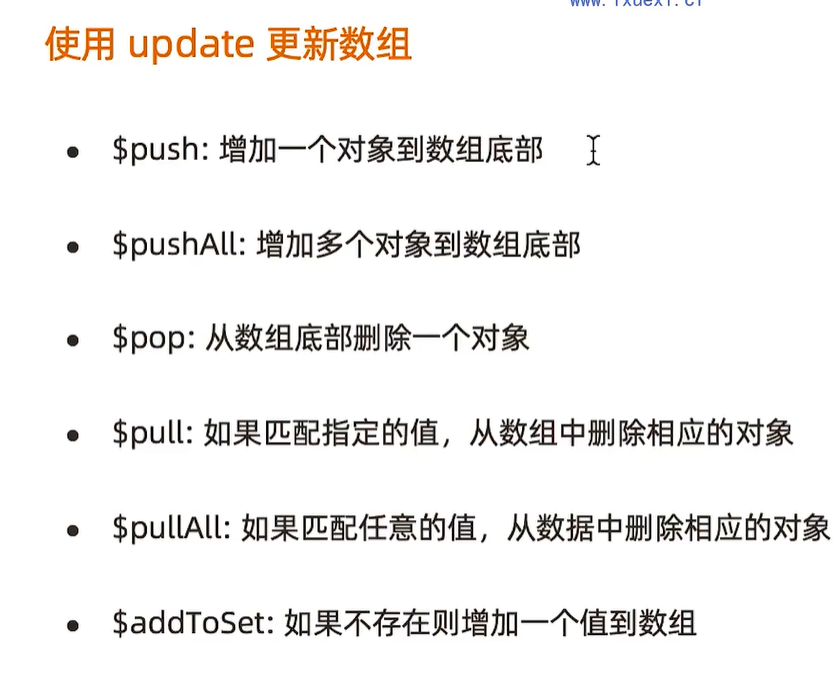 使用 update 更新数组
$push: 增加一个对象到数组底部
$pushAll: 增加多个对象到数组底部
$pop: 从数组底部删除一个对象
$pull: 如果匹配指定的值，从数组中删除相应的对象
$pullAll: 如果匹配任意的值，从数据中删除相应的对象
$addToSet: 如果不存在则增加一个值到数组